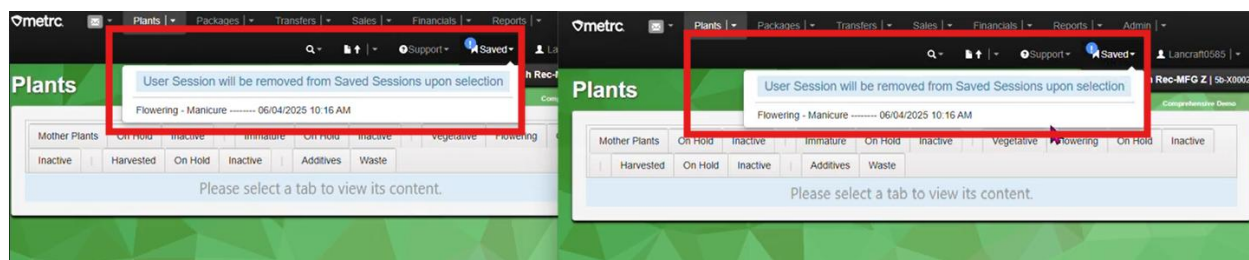 metrc. Plants | Packages | Transfers | Sales | Financials | Reports |
Support Saved
Plants
User Session will be removed from Saved Sessions upon selection
Flowering - Manicure -------- 06/04/2025 10:16 AM
Mother Plants On Hold Inactive | Immature On Hold Inactive | Vegetative Flowering
Inactive | Harvested On Hold Inactive | Additives Waste
Please select a tab to view its content.
metrc. Plants | Packages | Transfers | Sales | Financials | Reports | Admin |
Support Saved Lancraft0585 |
Plants
Rec-MFG Z | 5b-X0002
Comprehensive Demo
User Session will be removed from Saved Sessions upon selection
Flowering - Manicure -------- 06/04/2025 10:16 AM
Mother Plants On Hold Inactive | Immature On Hold Inactive | Vegetative Flowering On Hold Inactive
| Harvested On Hold Inactive | Additives Waste
Please select a tab to view its content.